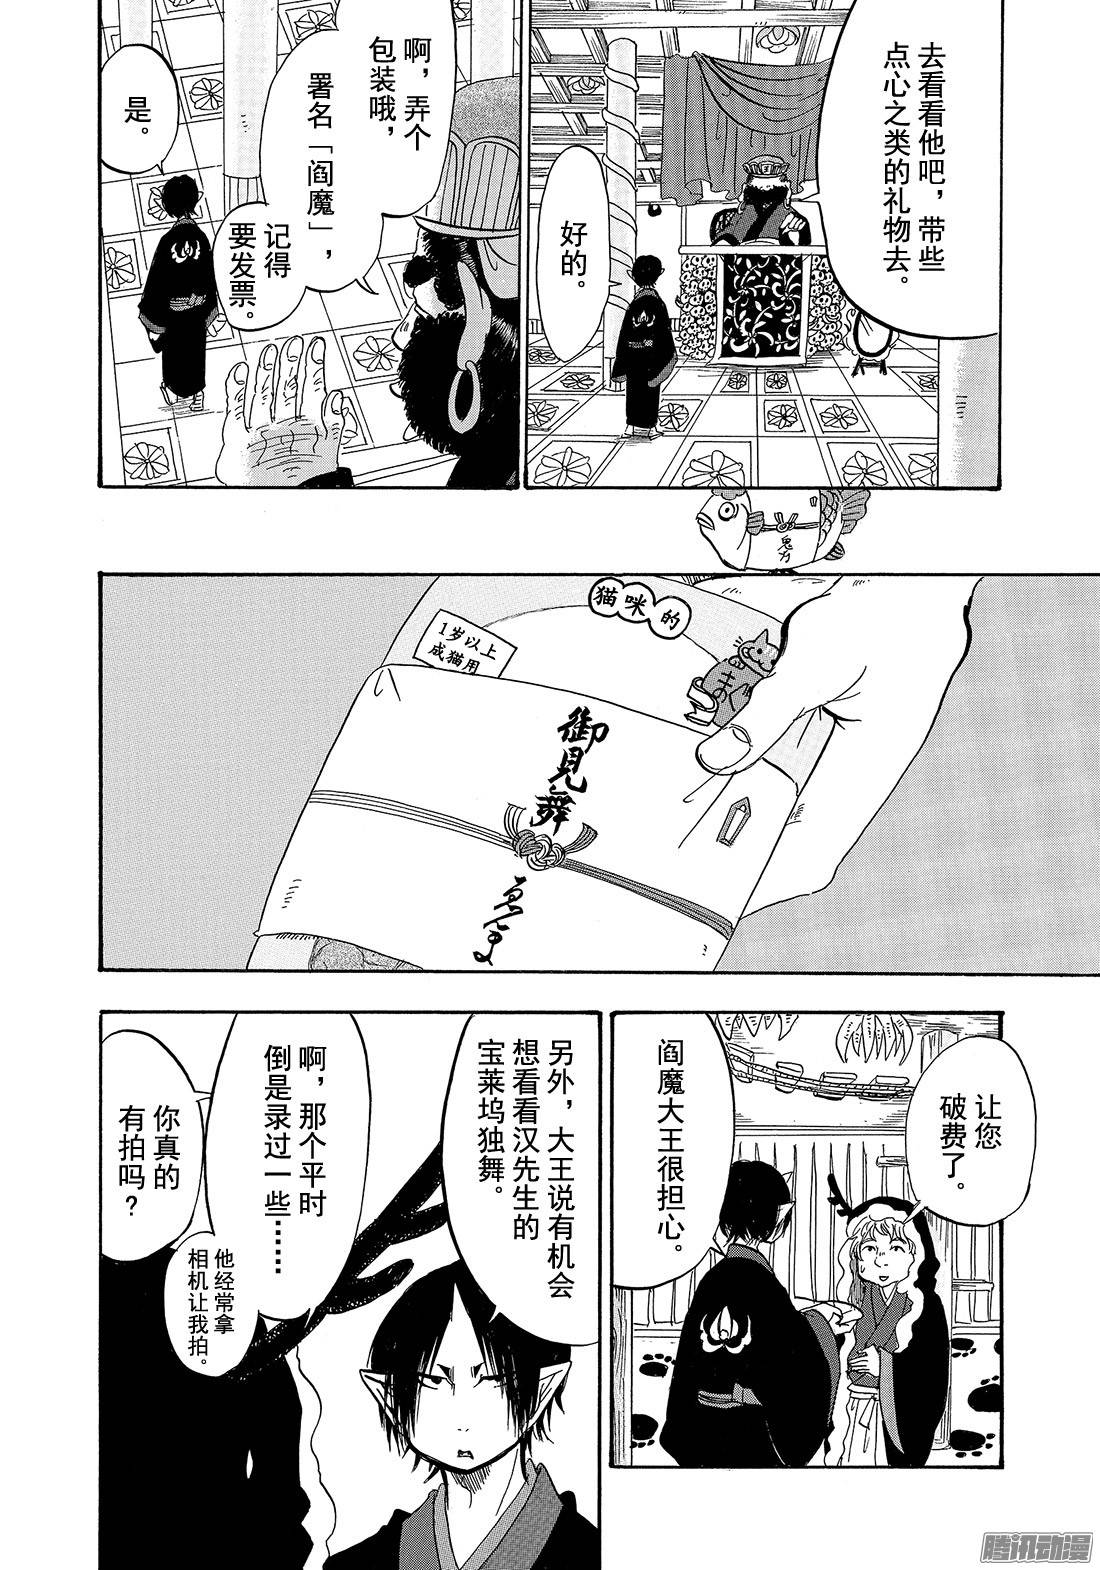 去看看他吧，带些
点心之类的礼物去。
好的。
啊，弄个
包装哦，
署名「阎魔」，
记得
要发票。
是。
鬼力
猫咪的
1岁以上
成猫用
御見舞
ゑんま
让您
破费了。
阎魔大王很担心。
另外，大王说有机会
想看看汉先生的
宝莱坞独舞。
啊，那个平时
倒是录过一些……
他经常拿
相机让我拍。
你真的
有拍吗？
腾讯动漫